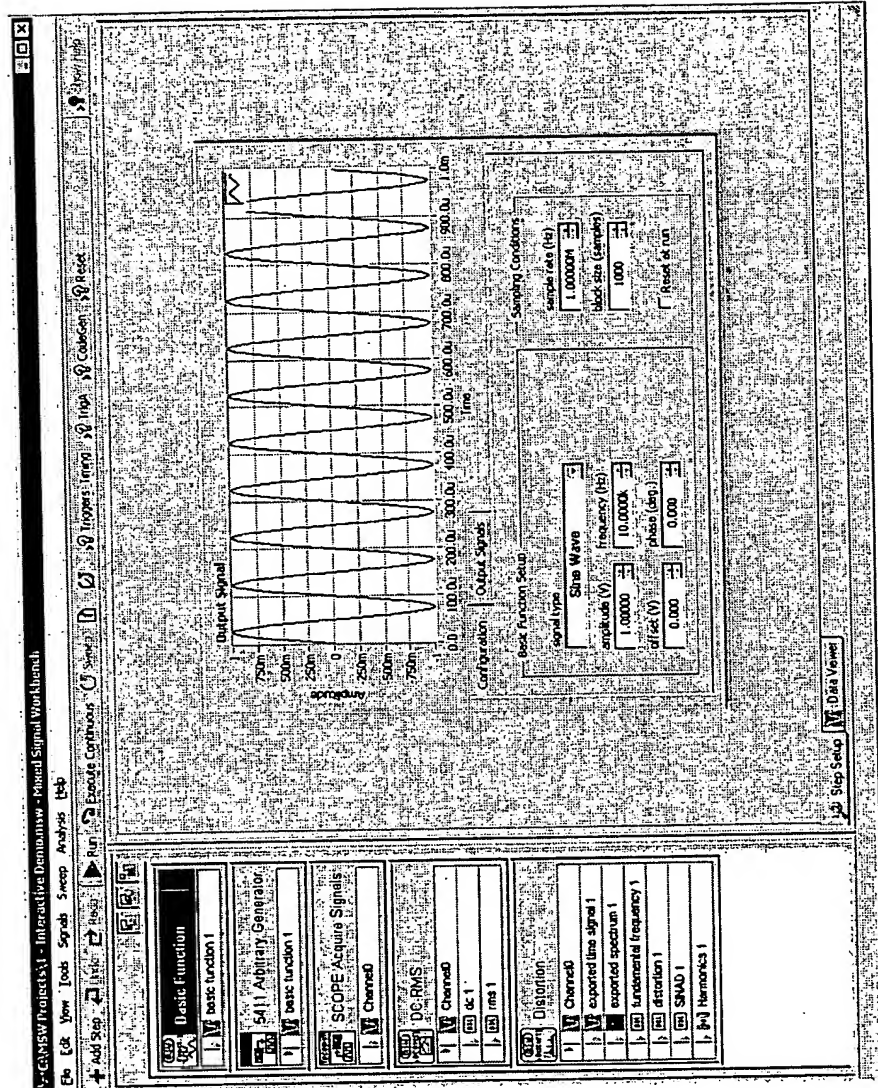 G:\MSW Projects\1 - Interactive Demo.msw - Mixed Signal Workbench
File Edit View Tools Signals Sweep Analysis Help
Add Step Undo Redo Run Execute Continuous Sweep Triggers-Timing TripA CodeGen Reset Show Help
Basic Function
basic function 1
5411 Arbitrary Generator
basic function 1
SCOPE Acquire Signals
Channel0
DC-RMS
Channel0
dc 1
rms 1
Distortion
Channel0
exported time signal 1
exported spectrum 1
fundamental frequency 1
distortion 1
SINAD 1
Harmonics 1
Output Signal
Amplitude
1
750m
500m
250m
0
250m
500m
750m
-1
0.0 100.0u 200.0u 300.0u 400.0u 500.0u 600.0u 700.0u 800.0u 900.0u 1.0m
Time
Configuration Output Signals
Basic Function Setup
signal type
Sine Wave
amplitude (V) frequency (Hz)
1.00000 10.0000k
offset (V) phase (deg.)
0.000 0.000
Sampling Conditions
sample rate (Hz)
1.00000M
block size (samples)
1000
Reset at run
Step Setup Data Viewer